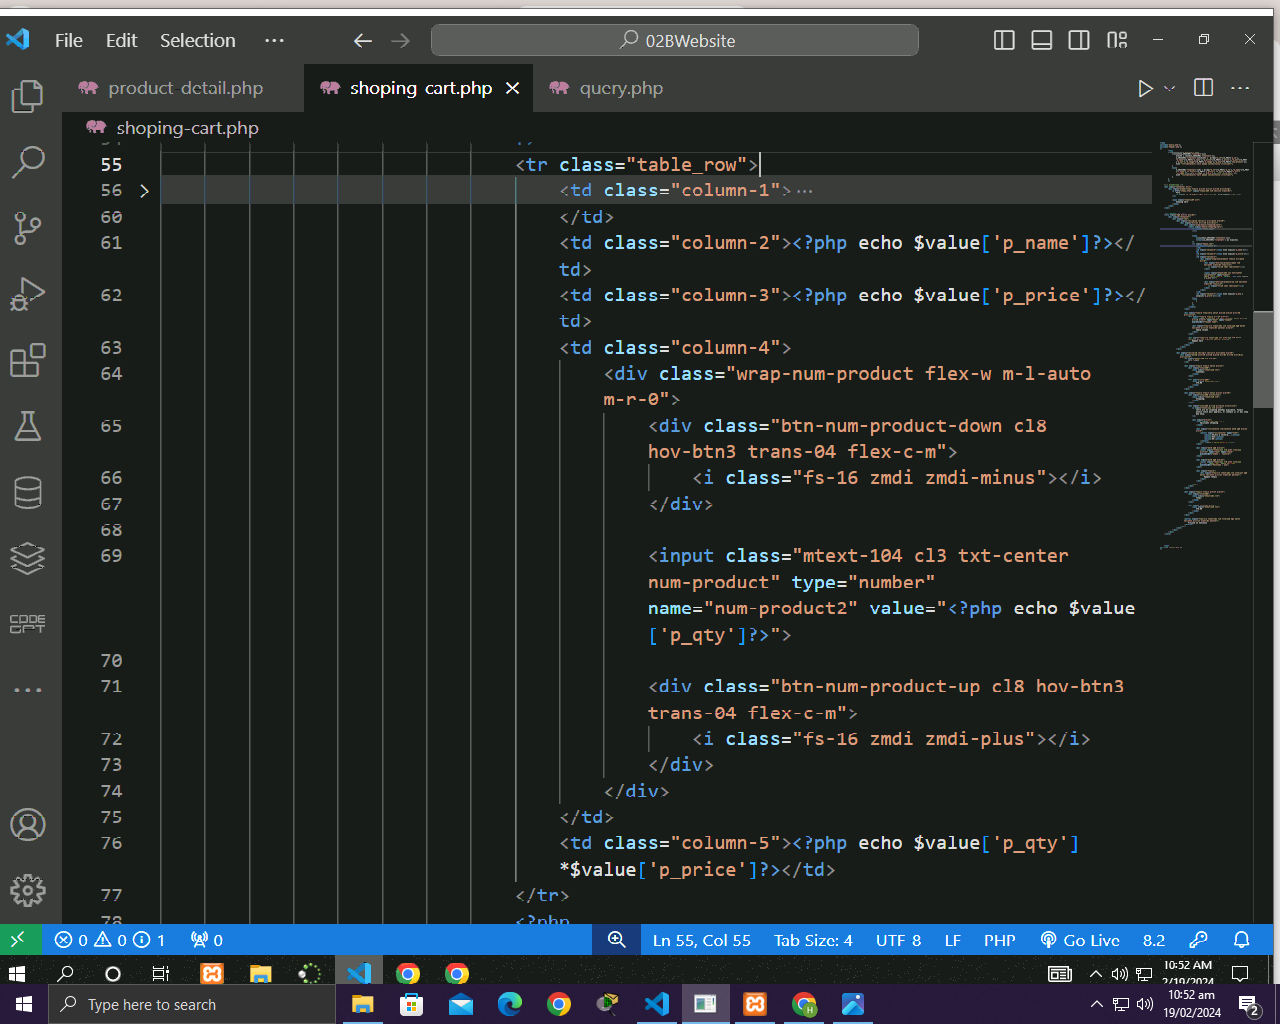 File Edit Selection ··· 02BWebsite
product-detail.php shoping-cart.php query.php
shoping-cart.php
55 <tr class="table_row">
56 <td class="column-1">···
60 </td>
61 <td class="column-2"><?php echo $value['p_name']?></
td>
62 <td class="column-3"><?php echo $value['p_price']?></
td>
63 <td class="column-4">
64 <div class="wrap-num-product flex-w m-l-auto
m-r-0">
65 <div class="btn-num-product-down cl8
hov-btn3 trans-04 flex-c-m">
66 <i class="fs-16 zmdi zmdi-minus"></i>
67 </div>
68
69 <input class="mtext-104 cl3 txt-center
num-product" type="number"
name="num-product2" value="<?php echo $value
['p_qty']?>">
70
71 <div class="btn-num-product-up cl8 hov-btn3
trans-04 flex-c-m">
72 <i class="fs-16 zmdi zmdi-plus"></i>
73 </div>
74 </div>
75 </td>
76 <td class="column-5"><?php echo $value['p_qty']
*$value['p_price']?></td>
77 </tr>
78 <?php
CODE
GPT
0 0 1 0 Ln 55, Col 55 Tab Size: 4 UTF-8 LF PHP Go Live 8.2
10:52 AM
2/19/2024
Type here to search
10:52 am
19/02/2024
2